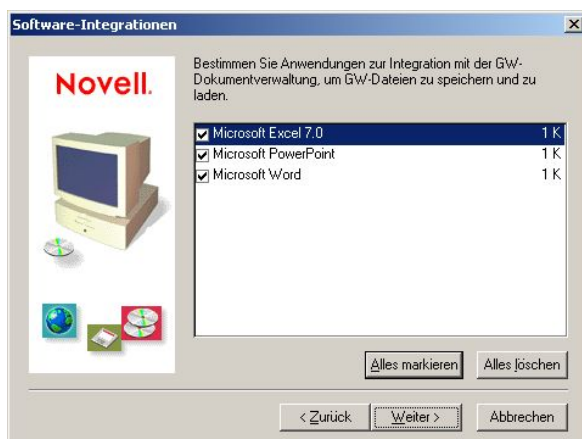 Software-Integrationen
Novell.
Bestimmen Sie Anwendungen zur Integration mit der GW-
Dokumentverwaltung, um GW-Dateien zu speichern und zu
laden.
Microsoft Excel 7.0 1 K
Microsoft PowerPoint 1 K
Microsoft Word 1 K
Alles markieren Alles löschen
< Zurück Weiter > Abbrechen